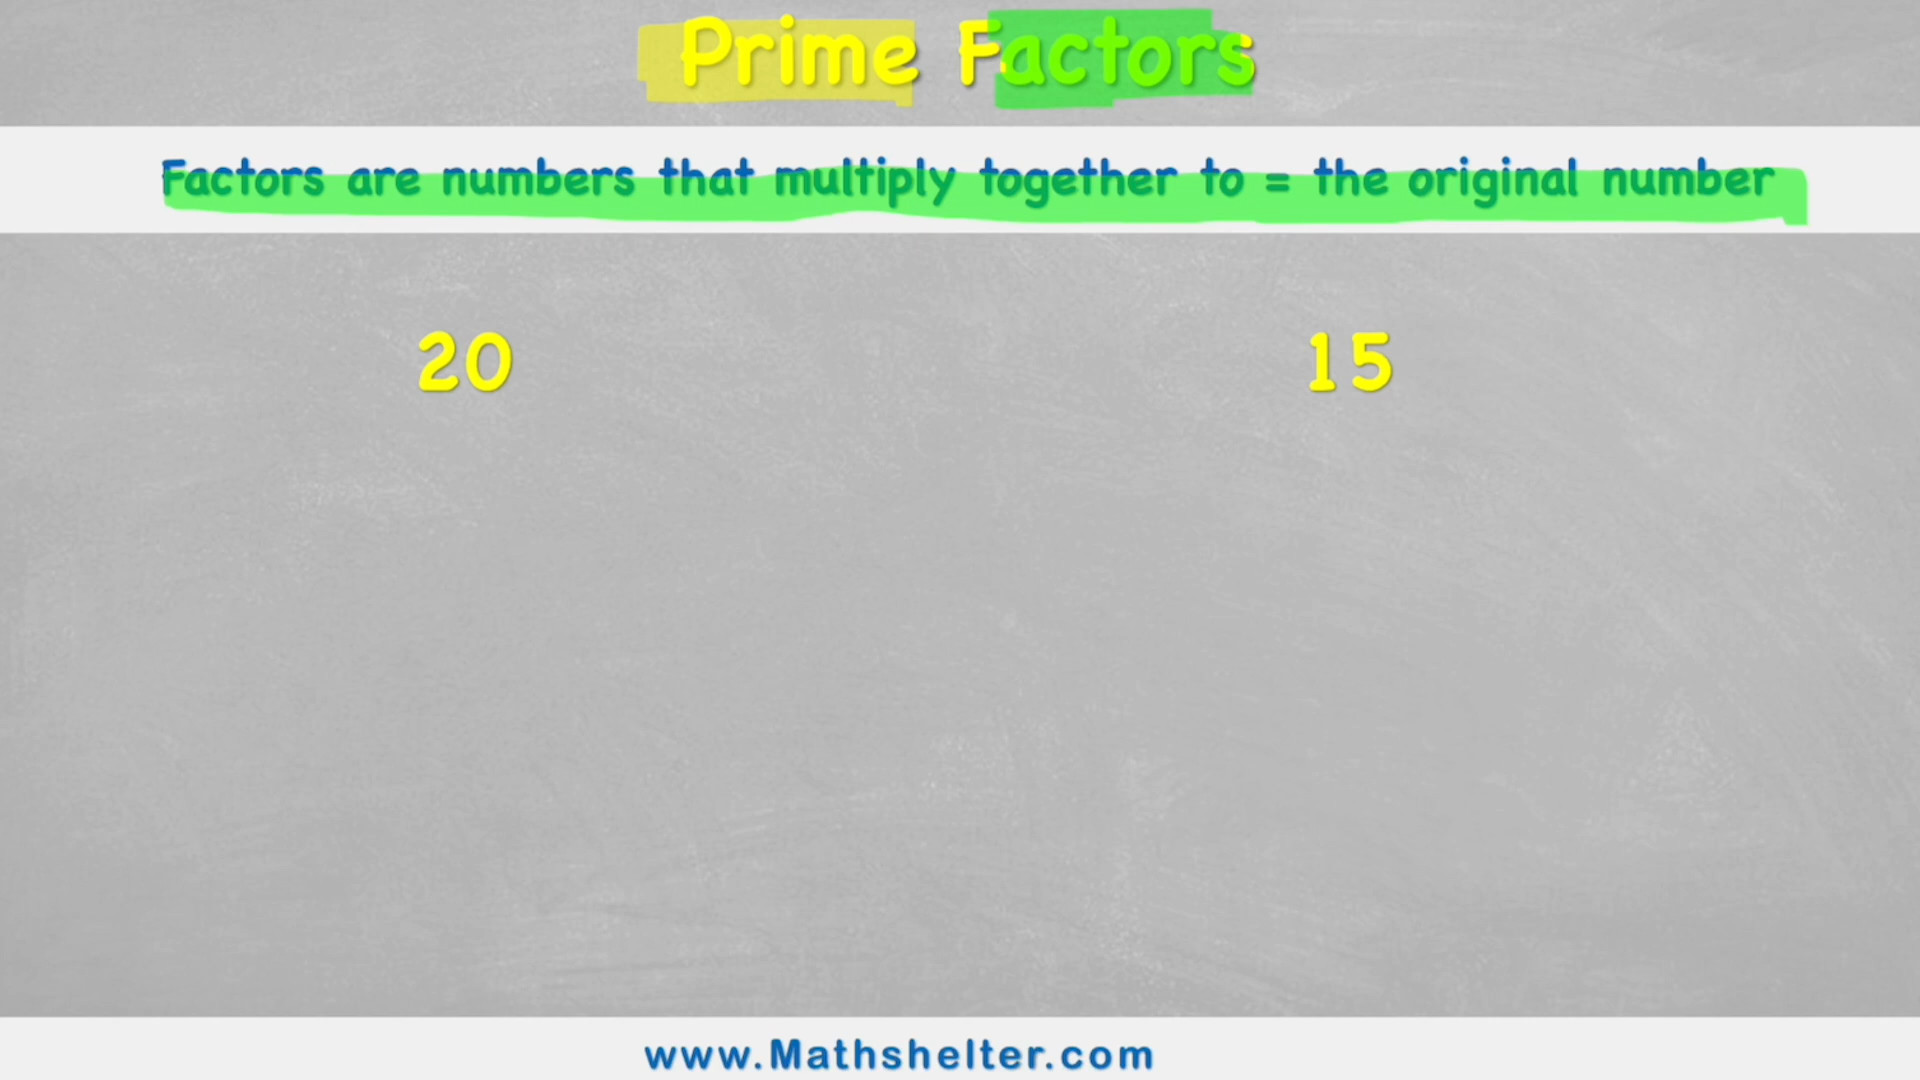 Prime Factors
Factors are numbers that multiply together to = the original number
20 15
www.Mathshelter.com